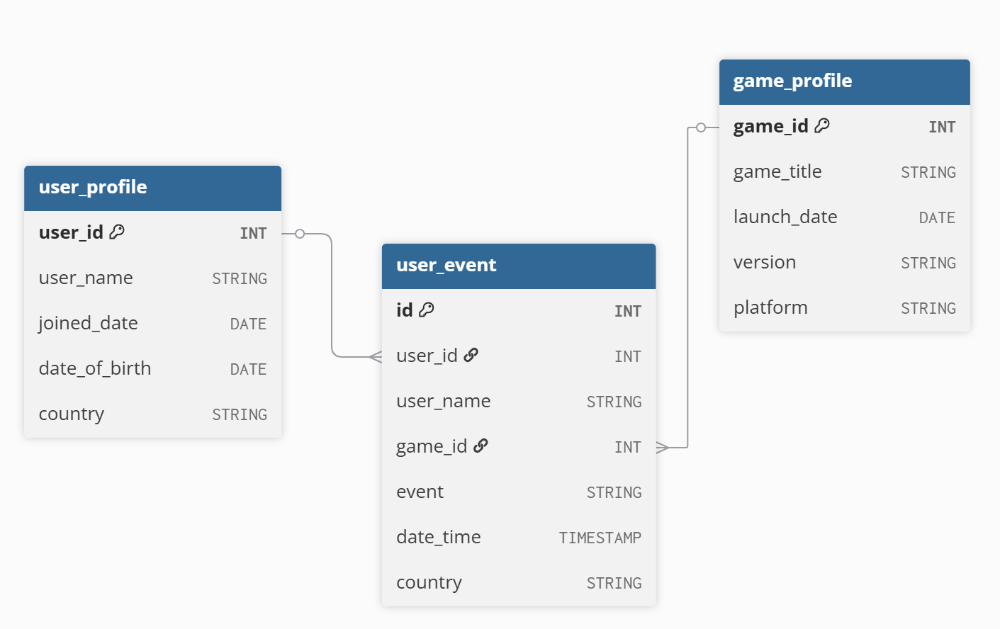 user_profile
user_id INT
user_name STRING
joined_date DATE
date_of_birth DATE
country STRING
user_event
id INT
user_id INT
user_name STRING
game_id INT
event STRING
date_time TIMESTAMP
country STRING
game_profile
game_id INT
game_title STRING
launch_date DATE
version STRING
platform STRING